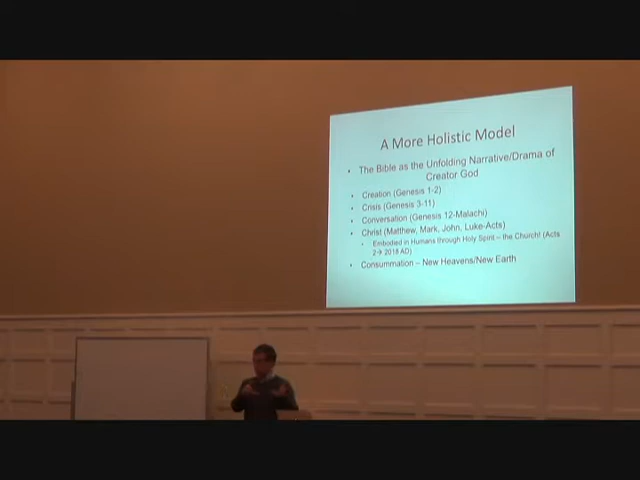 A More Holistic Model
• The Bible as the Unfolding Narrative/Drama of
Creator God
• Creation (Genesis 1-2)
• Crisis (Genesis 3-11)
• Conversation (Genesis 12-Malachi)
• Christ (Matthew, Mark, John, Luke-Acts)
• Embodied in Humans through Holy Spirit – the Church! (Acts
2→ 2018 AD)
• Consummation – New Heavens/New Earth